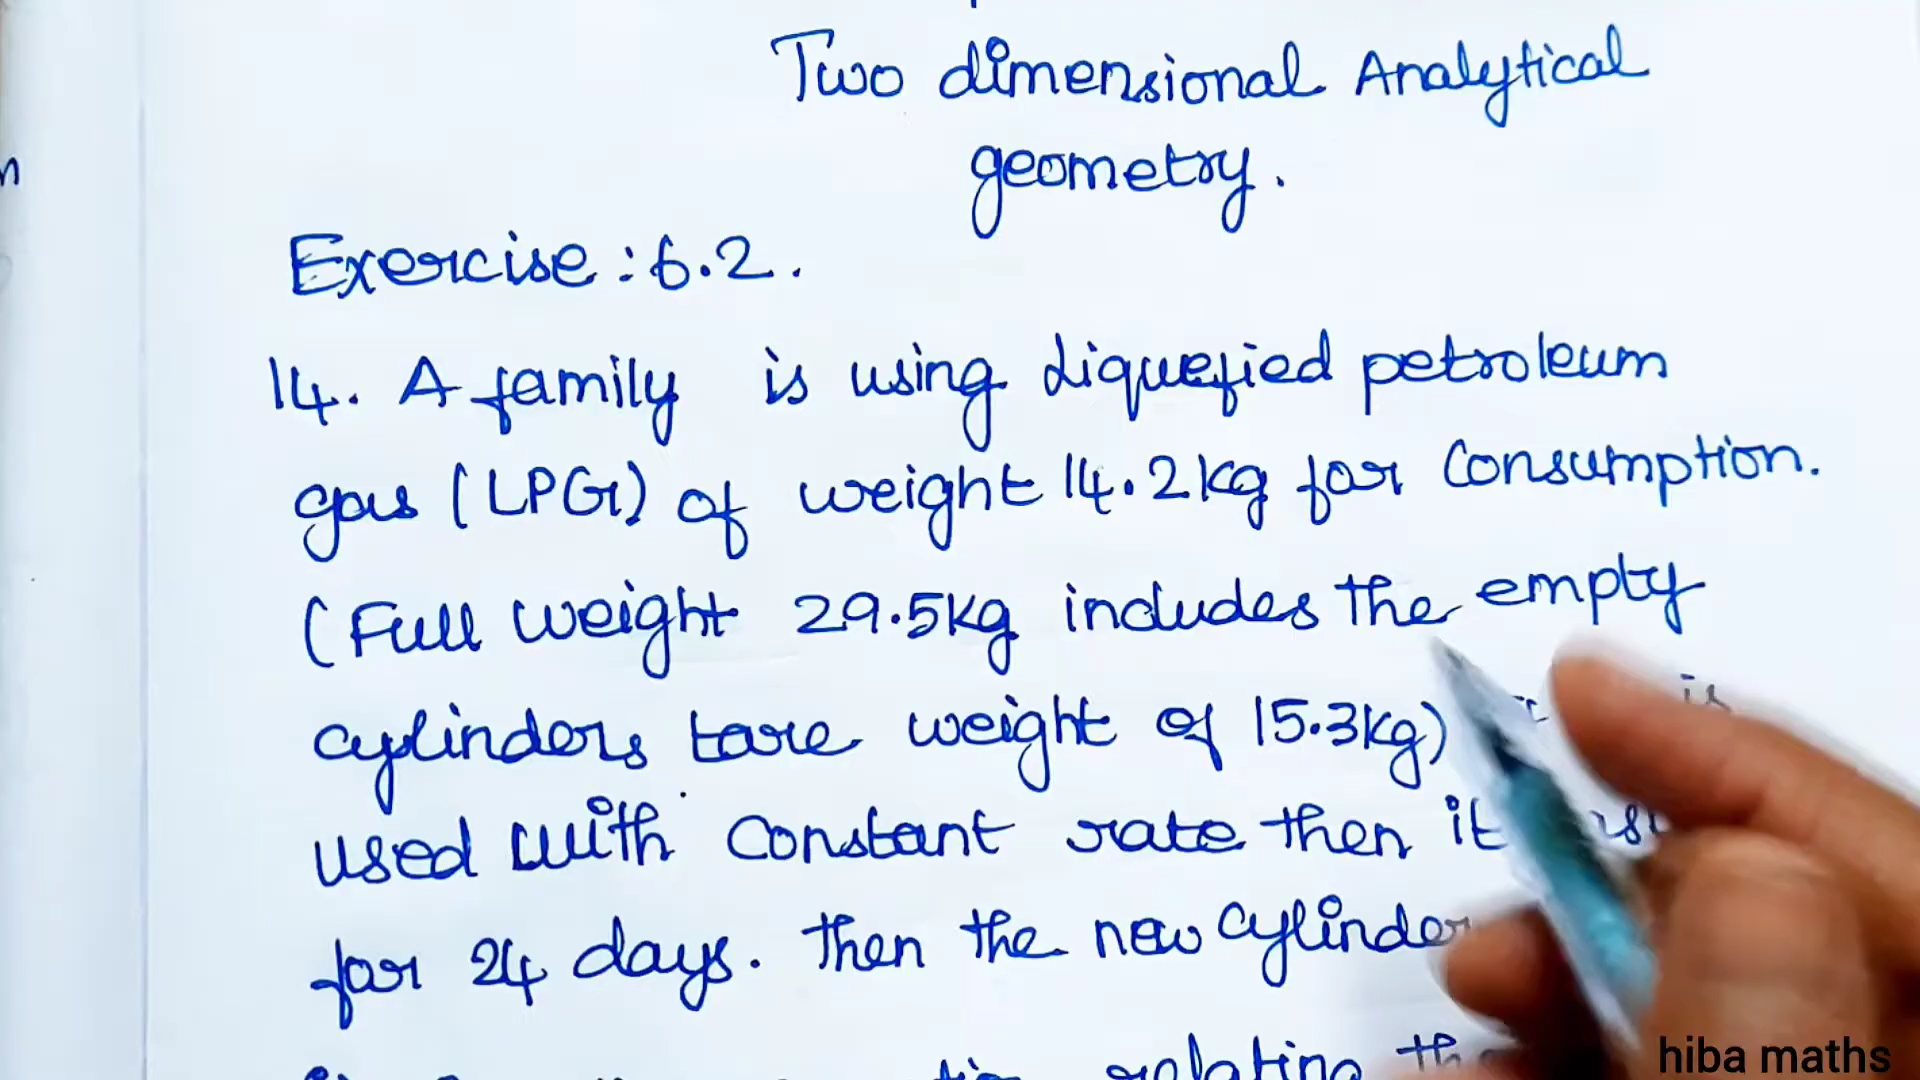 Two dimensional Analytical
geometry.
Exercise : 6.2.
14. A family is using Liquefied petroleum
gas (LPG) of weight 14.2kg for consumption.
(Full weight 29.5kg includes the empty
cylinders tare weight of 15.3kg) is
used with constant rate then it
for 24 days. Then the new cylinder
relating
hiba maths